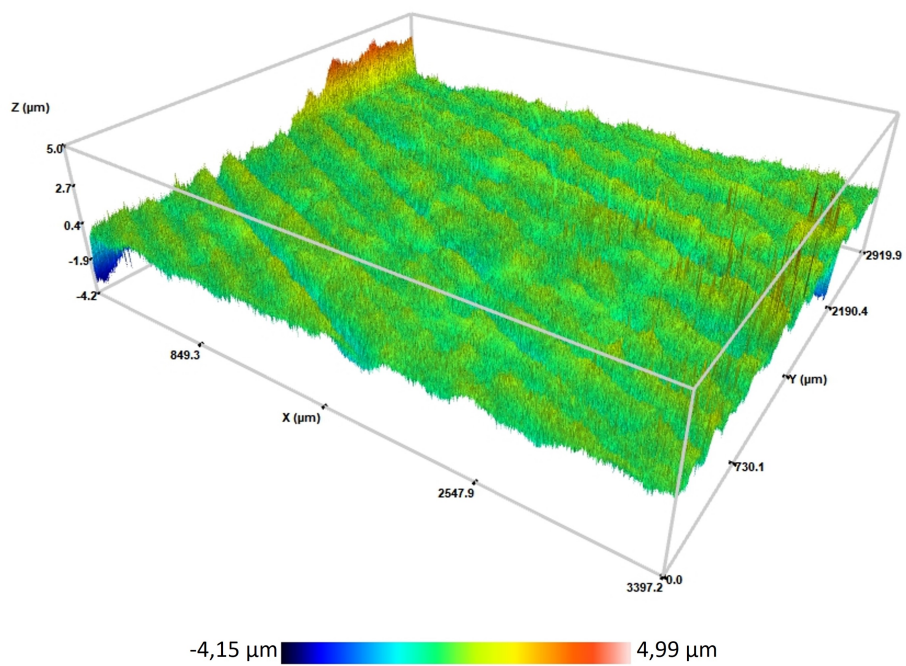 Z (µm)
5.0
2.7
0.4
-1.9
-4.2
849.3
X (µm)
2547.9
3397.2
0.0
730.1
Y (µm)
2190.4
2919.9
-4,15 µm
4,99 µm